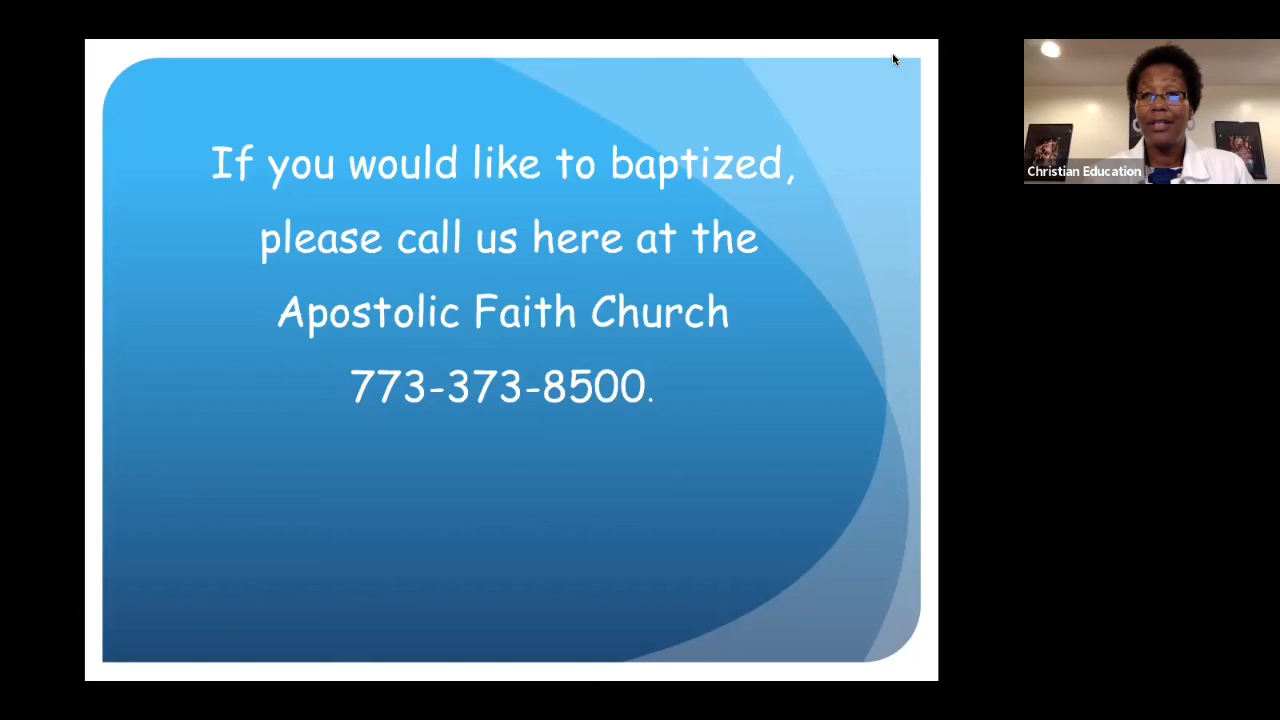 If you would like to baptized,
please call us here at the
Apostolic Faith Church
773-373-8500.
Christian Education